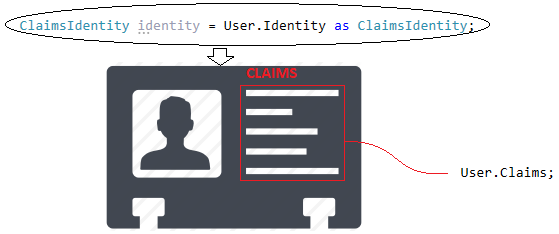 ClaimsIdentity identity = User.Identity as ClaimsIdentity;
CLAIMS
User.Claims;